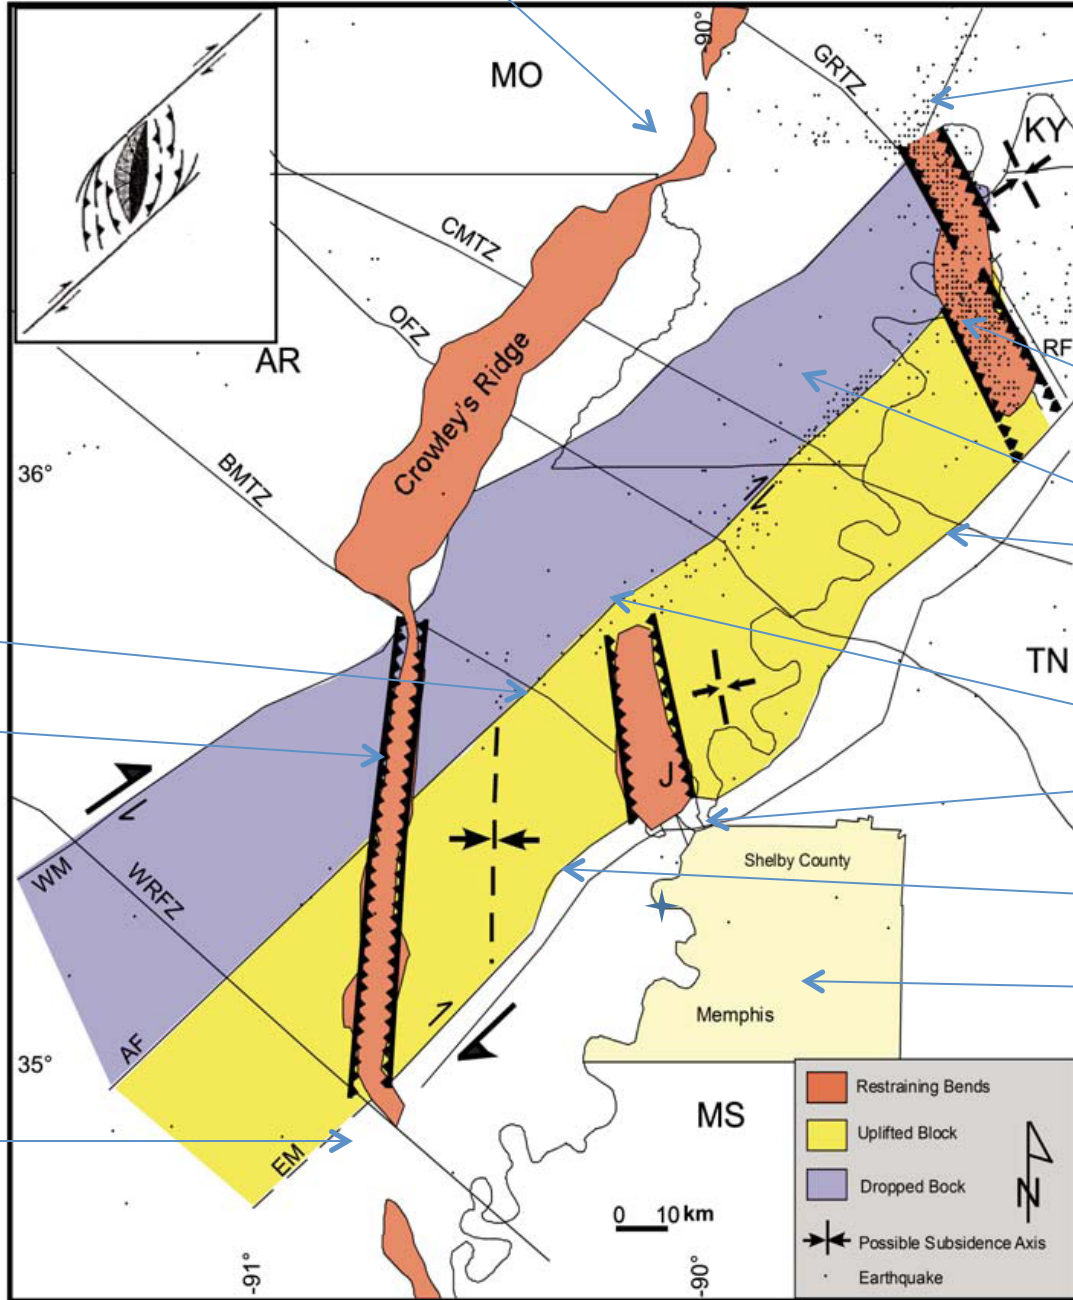 90°
MO
GRTZ
KY
CMTZ
OFZ
AR
RF
Crowley's Ridge
36°
BMTZ
TN
J
Shelby County
WM
WRFZ
Memphis
AF
35°
MS
EM
Restraining Bends
Uplifted Block
Dropped Bock
N
0 10 km
Possible Subsidence Axis
Earthquake
-91°
-90°